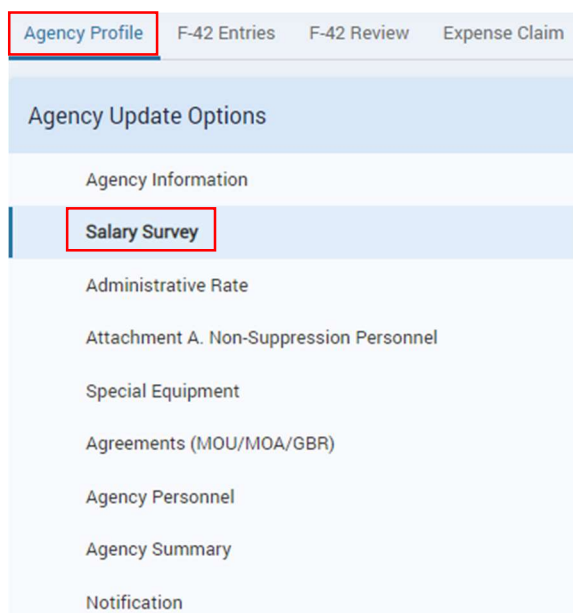 Agency Profile F-42 Entries F-42 Review Expense Claim
Agency Update Options
Agency Information
Salary Survey
Administrative Rate
Attachment A. Non-Suppression Personnel
Special Equipment
Agreements (MOU/MOA/GBR)
Agency Personnel
Agency Summary
Notification